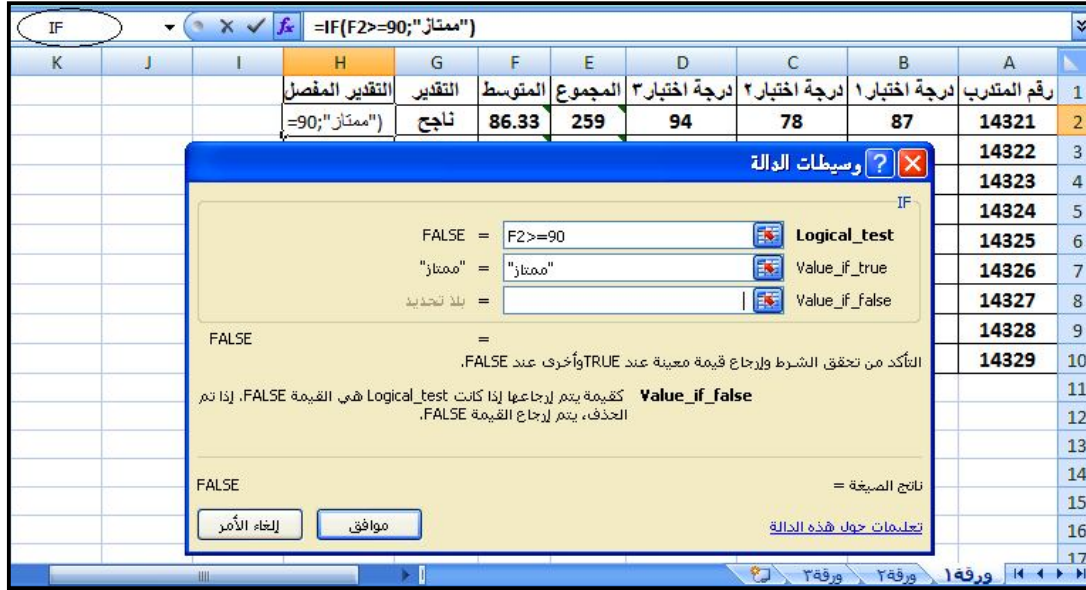 IF fx =IF(F2>=90;"ممتاز")
A B C D E F G H I J K
1 رقم المتدرب درجة اختبار١ درجة اختبار٢ درجة اختبار٣ المجموع المتوسط التقدير التقدير المفصل
2 14321 87 78 94 259 86.33 ناجح =90;"ممتاز")
3 14322
4 14323
5 14324
6 14325
7 14326
8 14327
9 14328
10 14329
11
12
13
14
15
16
17
وسيطات الدالة
IF
Logical_test F2>=90 = FALSE
Value_if_true "ممتاز" = "ممتاز"
Value_if_false = بلا تحديد
= FALSE
التأكد من تحقق الشرط وإرجاع قيمة معينة عند TRUEوأخرى عند FALSE.
Value_if_false كقيمة يتم إرجاعها إذا كانت Logical_test هي القيمة FALSE. إذا تم
الحذف، يتم إرجاع القيمة FALSE.
ناتج الصيغة = FALSE
تعليمات حول هذه الدالة
موافق إلغاء الأمر
ورقة١ ورقة٢ ورقة٣